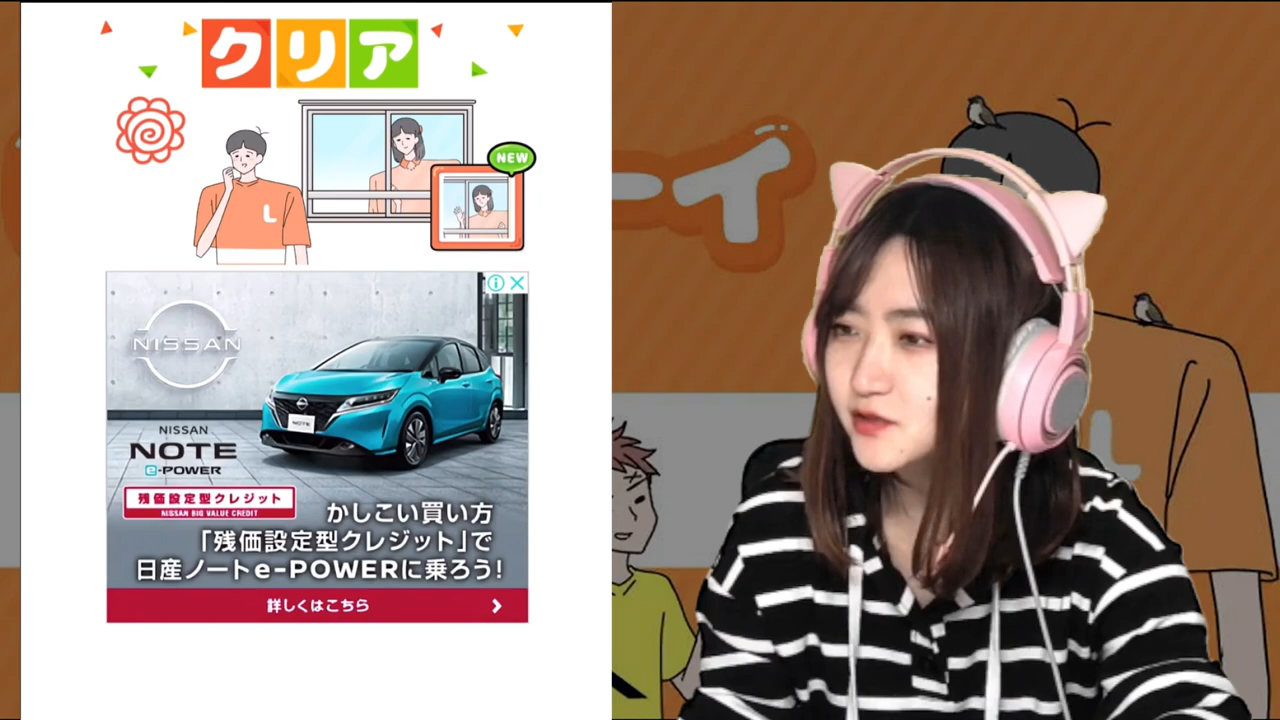 クリア
NEW
L
NISSAN
NISSAN
NOTE
e-POWER
残価設定型クレジット
NISSAN BIG VALUE CREDIT
かしこい買い方
「残価設定型クレジット」で
日産ノートe-POWERに乗ろう!
詳しくはこちら
ーイ
L